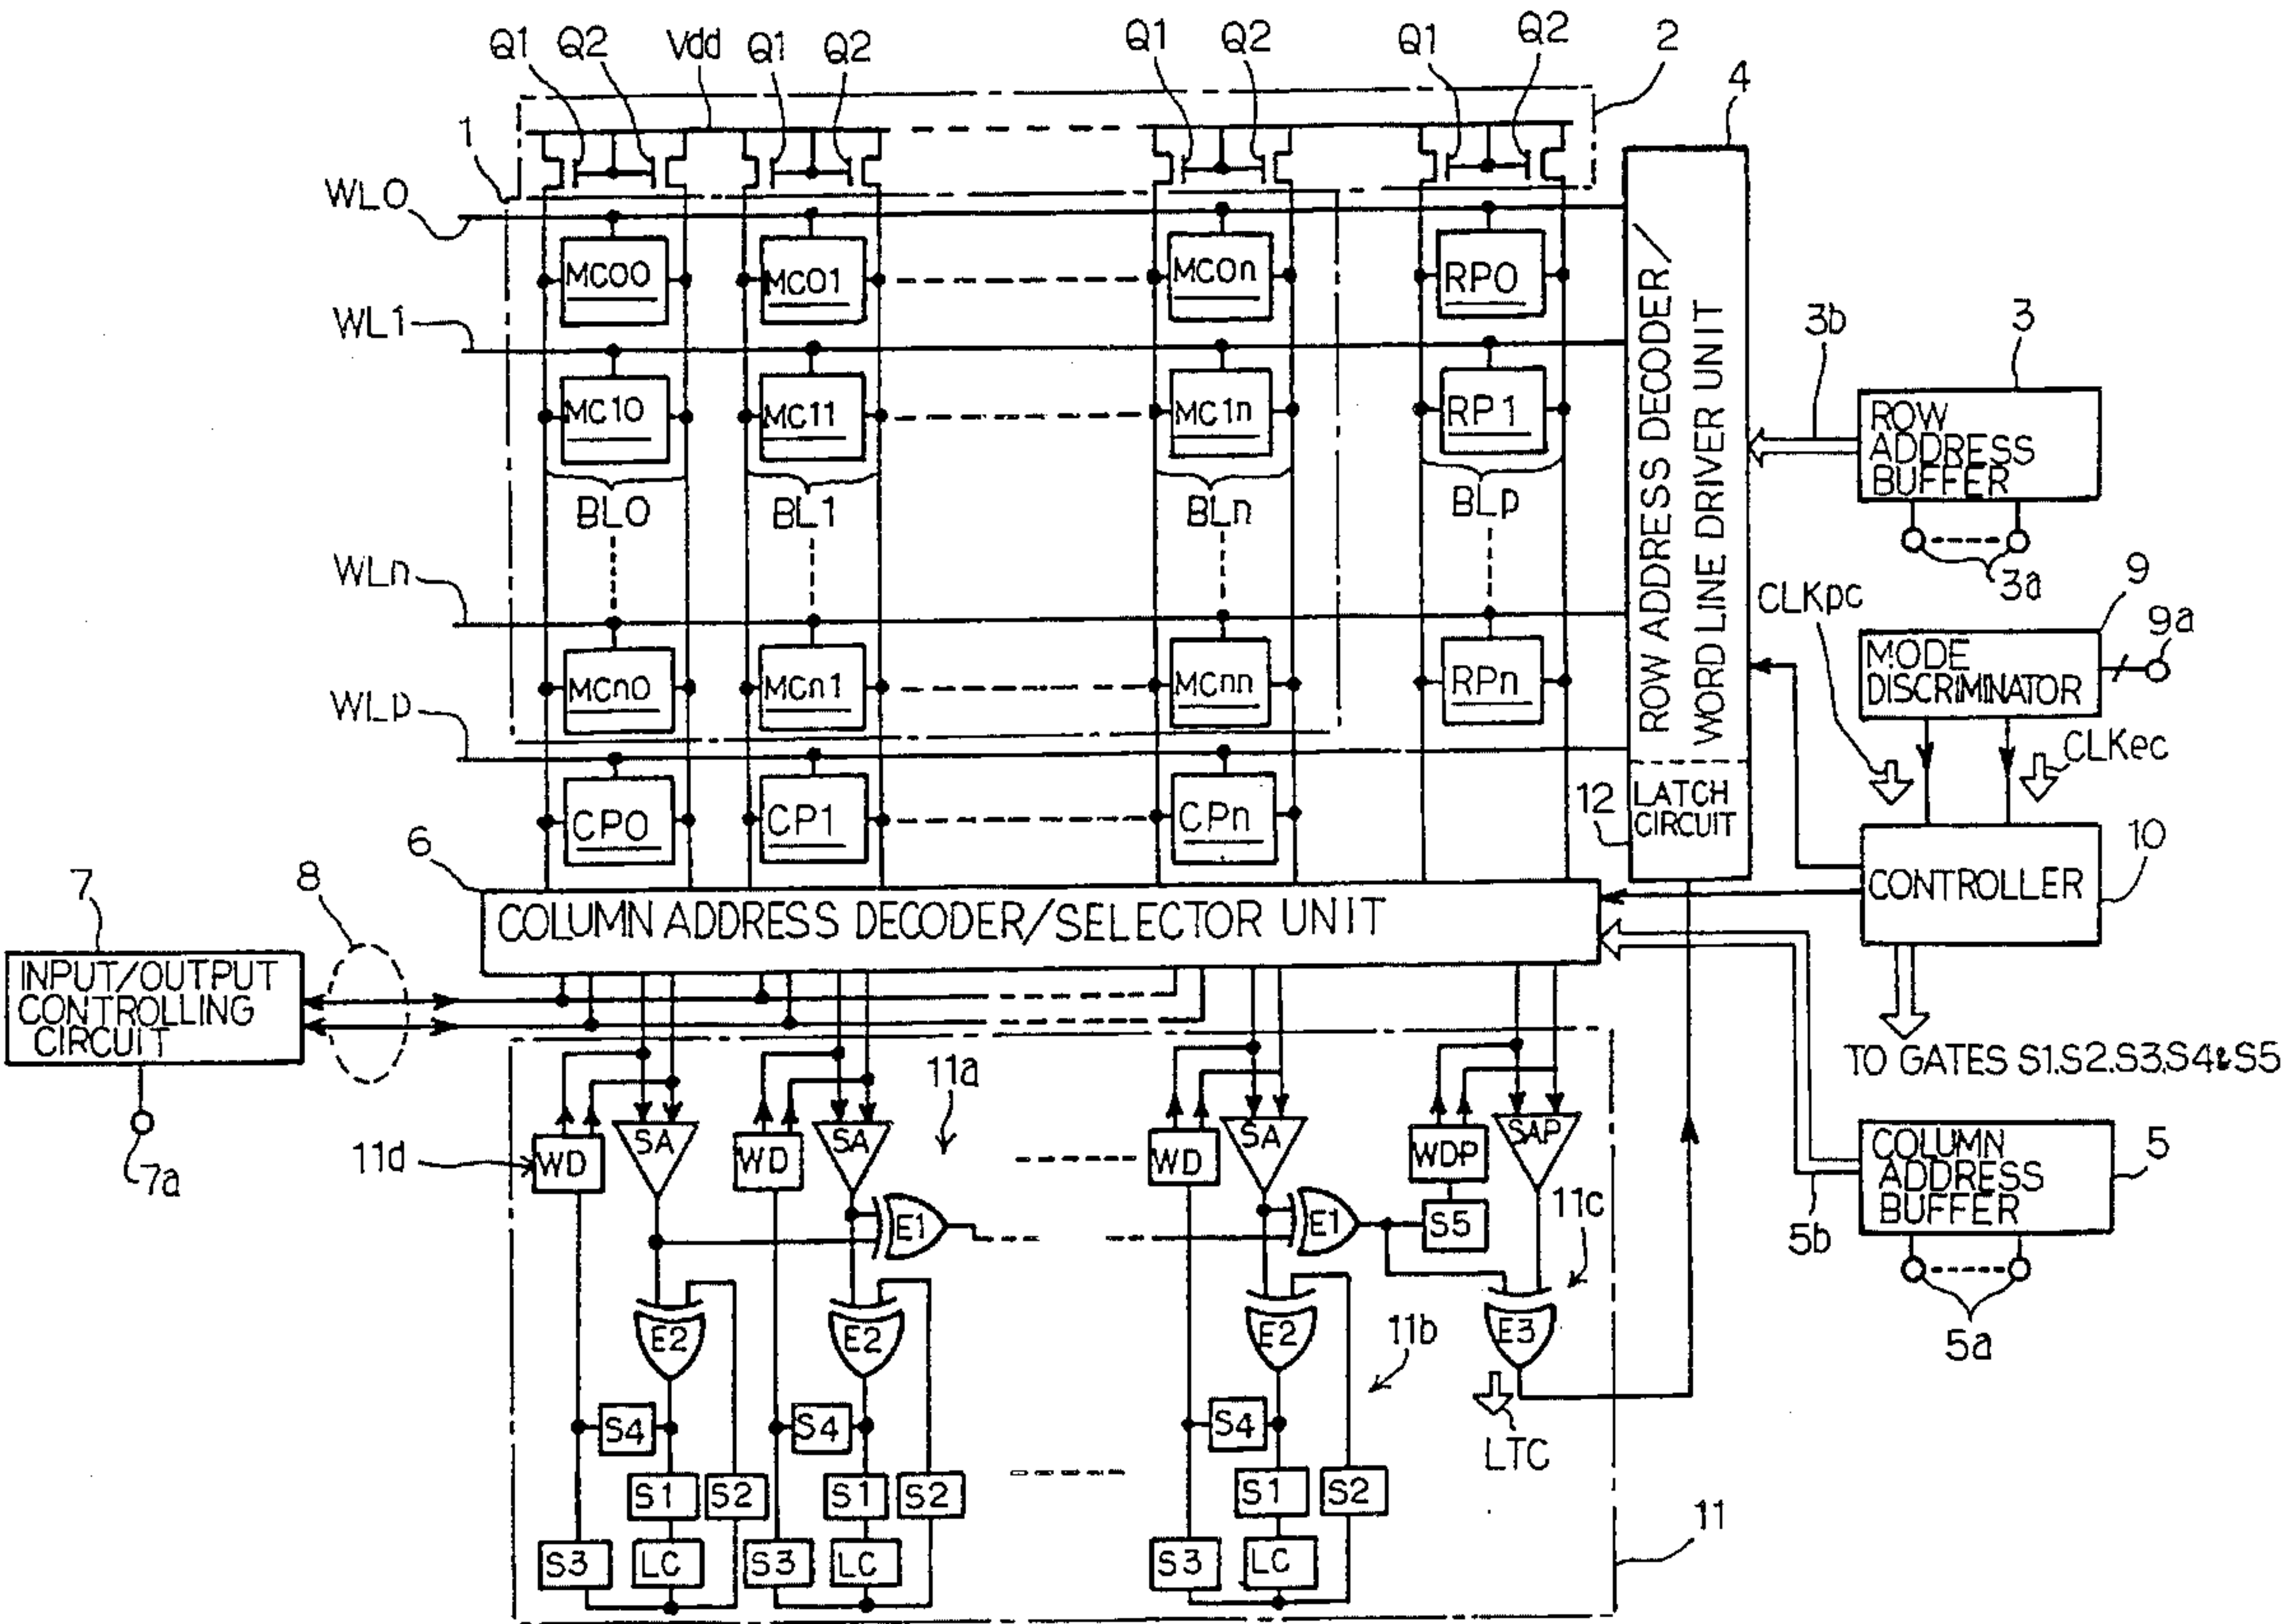 Q1 Q2 Vdd Q1 Q2 Q1 Q2 Q1 Q2 2
4
1
WL0
MC00 MC01 MC0n RP0
WL1
3b 3
MC10 MC11 MC1n RP1
ROW
ADDRESS
BUFFER
ROW ADDRESS DECODER/
WORD LINE DRIVER UNIT
BL0 BL1 BLn BLp
3a
WLn
CLKpc 9
9a
MODE
DISCRIMINATOR
MCn0 MCn1 MCnn RPn
WLp
CLKec
12
LATCH
CIRCUIT
CP0 CP1 CPn
6
10
CONTROLLER
7
8
COLUMN ADDRESS DECODER/SELECTOR UNIT
INPUT/OUTPUT
CONTROLLING
CIRCUIT
TO GATES S1.S2.S3.S4&S5
7a
11a
11d
WD SA WD SA WD SA WDP SAP
COLUMN
ADDRESS
BUFFER
5
5b
5a
E1 E1 S5 11c
E2 E2 E2 E3
11b
S4 S4 S4
LTC
S1 S2 S1 S2 S1 S2
11
S3 LC S3 LC S3 LC